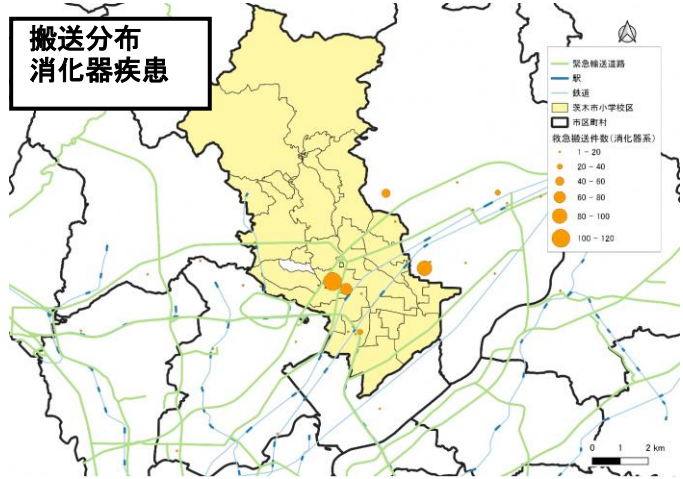 搬送分布
消化器疾患
緊急輸送道路
駅
鉄道
茨木市小学校区
市区町村
救急搬送件数(消化器系)
1 - 20
20 - 40
40 - 60
60 - 80
80 - 100
100 - 120
0 1 2 km